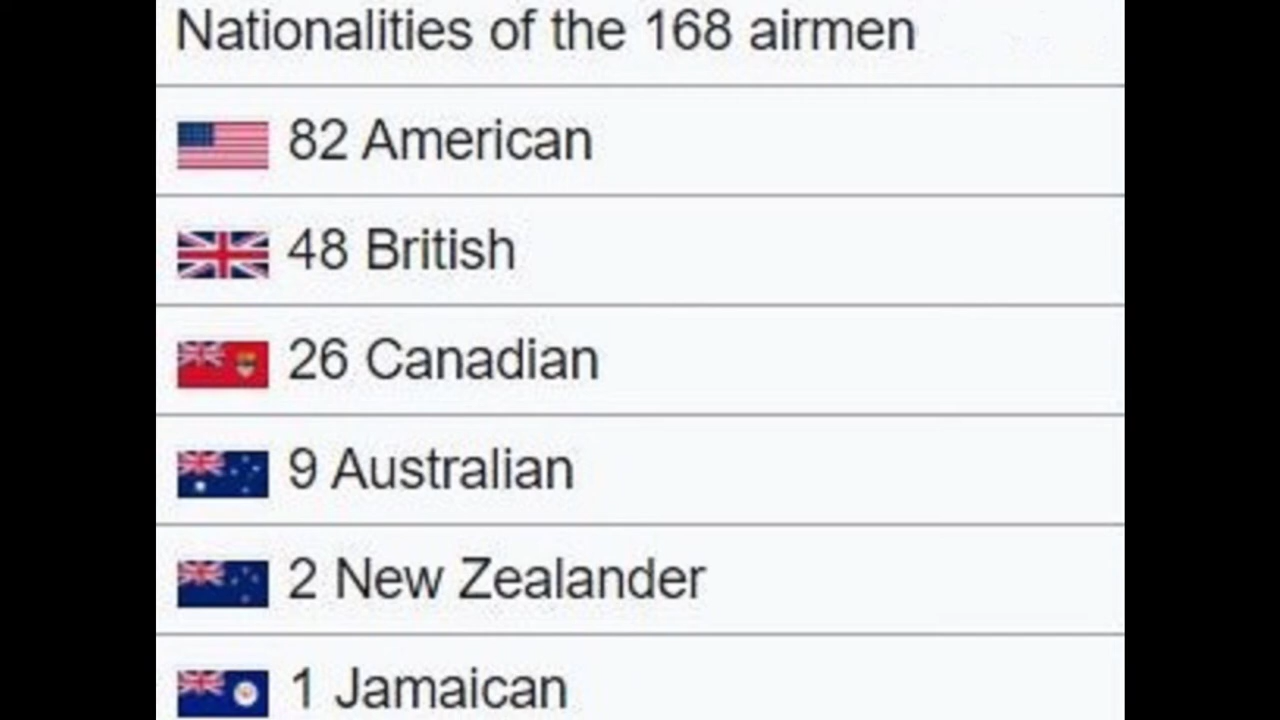 Nationalities of the 168 airmen
82 American
48 British
26 Canadian
9 Australian
2 New Zealander
1 Jamaican